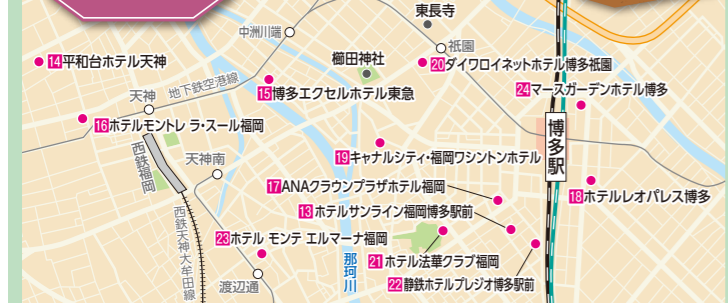 東長寺
中洲川端
祇園
櫛田神社
14平和台ホテル天神
20ダイワロイネットホテル博多祇園
地下鉄空港線
15博多エクセルホテル東急
24マースガーデンホテル博多
天神
16ホテルモントレ ラ・スール福岡
博多駅
西鉄福岡
天神南
19キャナルシティ・福岡ワシントンホテル
17ANAクラウンプラザホテル福岡
18ホテルレオパレス博多
13ホテルサンライン福岡博多駅前
西鉄天神大牟田線
23ホテル モンテ エルマーナ福岡
那珂川
21ホテル法華クラブ福岡
22静鉄ホテルプレジオ博多駅前
渡辺通